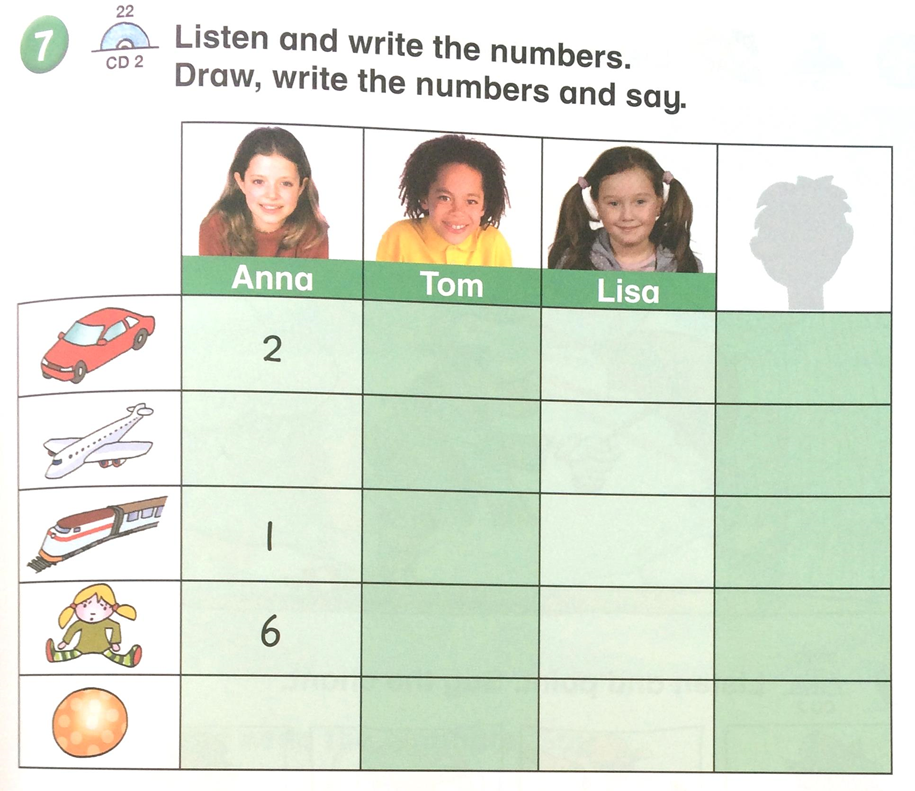 7
22
CD 2
Listen and write the numbers.
Draw, write the numbers and say.
Anna Tom Lisa
2
1
6